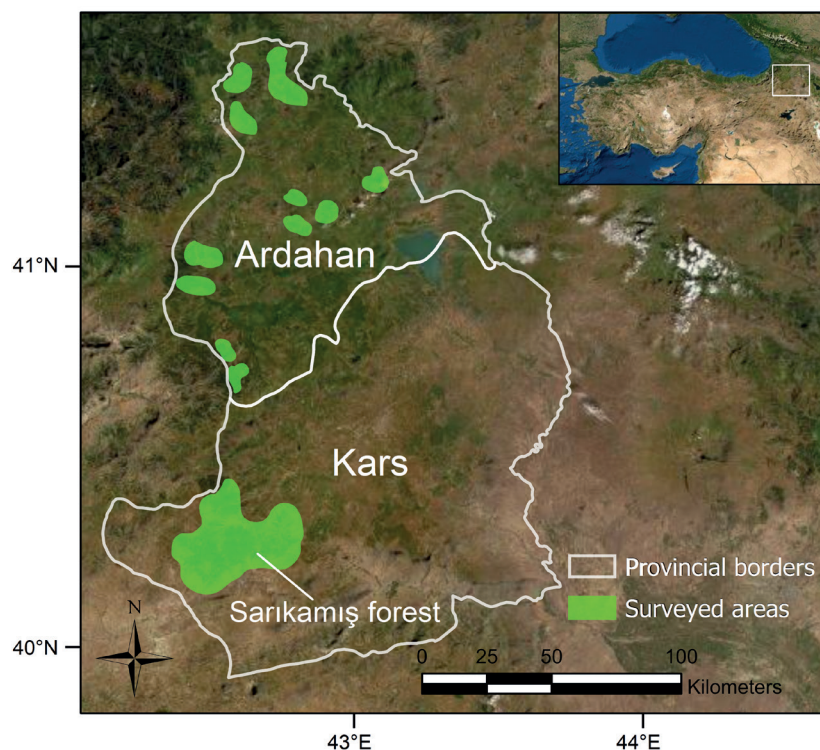 41°N
Ardahan
Kars
Provincial borders
Sarıkamış forest
Surveyed areas
N
40°N
0 25 50 100
Kilometers
43°E 44°E